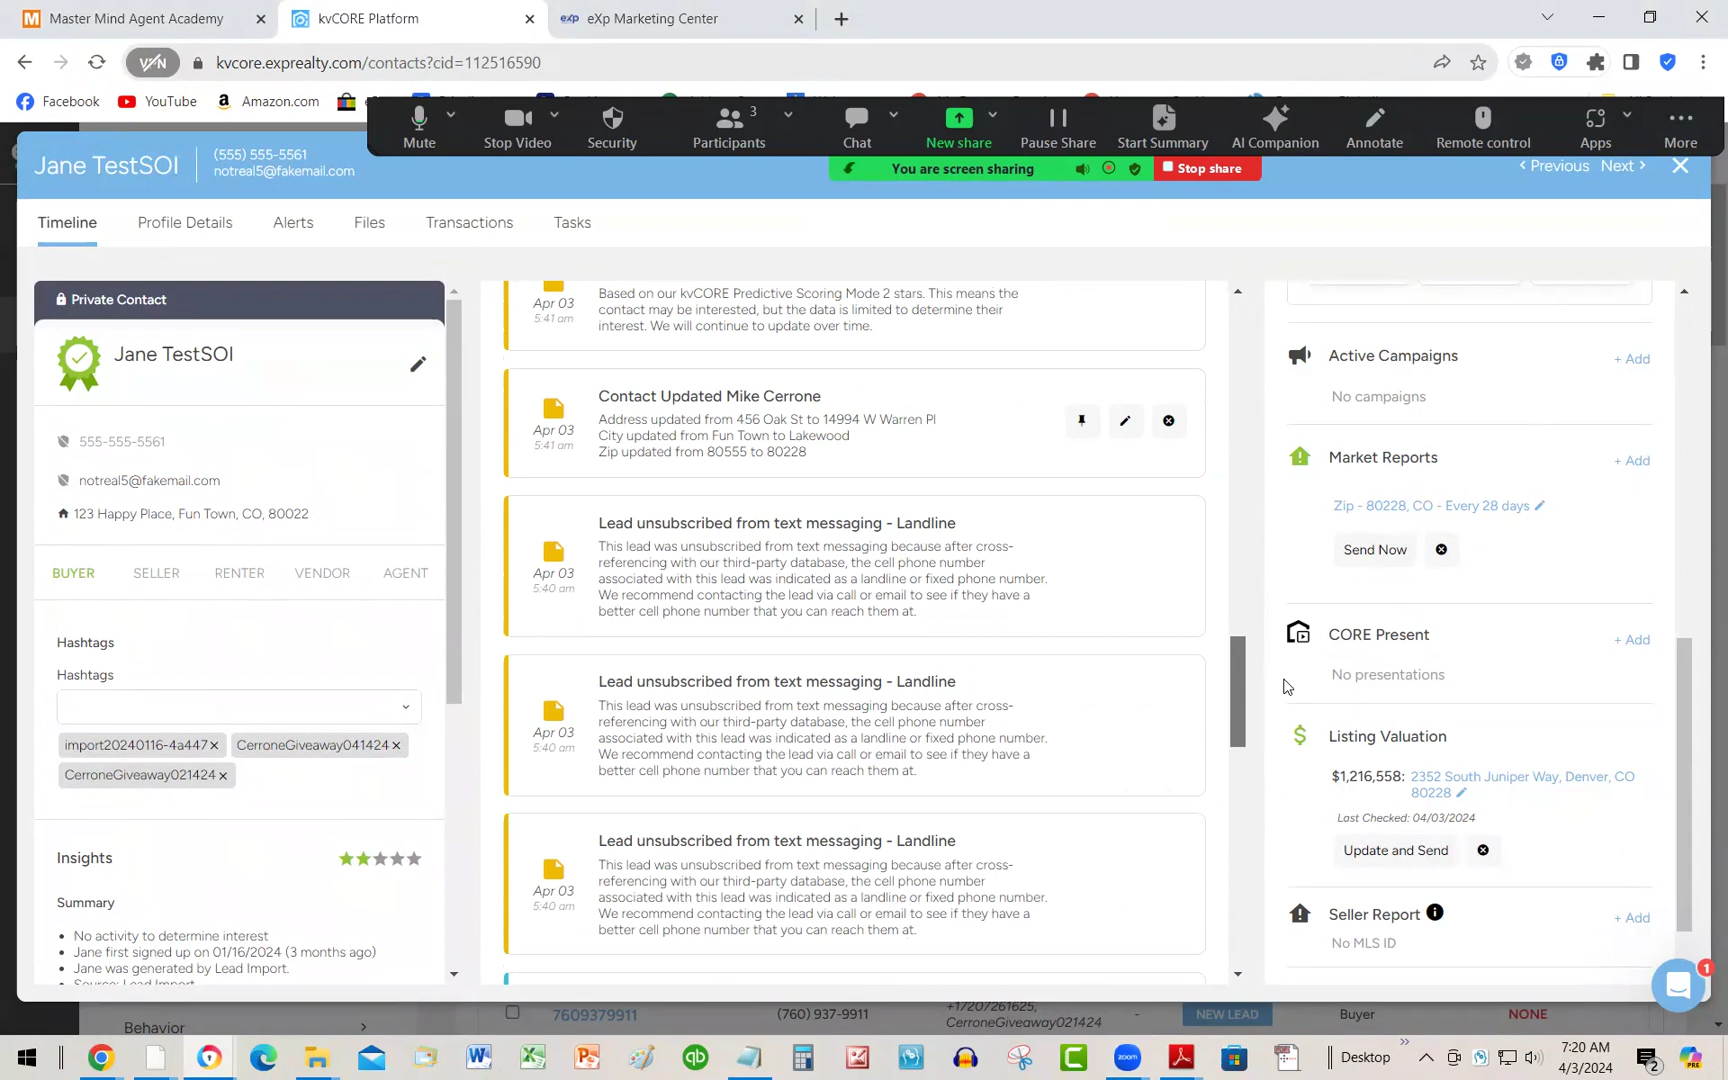 Master Mind Agent Academy
kvCORE Platform
eXp eXp Marketing Center
kvcore.exprealty.com/contacts?cid=112516590
VPN
Facebook
YouTube
Amazon.com
Mute
Stop Video
Security
Participants
3
Chat
New share
Pause Share
Start Summary
AI Companion
Annotate
Remote control
Apps
More
You are screen sharing
Stop share
Jane TestSOI
(555) 555-5561
notreal5@fakemail.com
Previous
Next
Timeline
Profile Details
Alerts
Files
Transactions
Tasks
Private Contact
Jane TestSOI
555-555-5561
notreal5@fakemail.com
123 Happy Place, Fun Town, CO, 80022
BUYER
SELLER
RENTER
VENDOR
AGENT
Hashtags
Hashtags
import20240116-4a447
CerroneGiveaway041424
CerroneGiveaway021424
Insights
Summary
No activity to determine interest
Jane first signed up on 01/16/2024 (3 months ago)
Jane was generated by Lead Import.
Source: Lead Import
Apr 03
5:41 am
Based on our kvCORE Predictive Scoring Mode 2 stars. This means the
contact may be interested, but the data is limited to determine their
interest. We will continue to update over time.
Apr 03
5:41 am
Contact Updated Mike Cerrone
Address updated from 456 Oak St to 14994 W Warren Pl
City updated from Fun Town to Lakewood
Zip updated from 80555 to 80228
Apr 03
5:40 am
Lead unsubscribed from text messaging - Landline
This lead was unsubscribed from text messaging because after cross-
referencing with our third-party database, the cell phone number
associated with this lead was indicated as a landline or fixed phone number.
We recommend contacting the lead via call or email to see if they have a
better cell phone number that you can reach them at.
Apr 03
5:40 am
Lead unsubscribed from text messaging - Landline
This lead was unsubscribed from text messaging because after cross-
referencing with our third-party database, the cell phone number
associated with this lead was indicated as a landline or fixed phone number.
We recommend contacting the lead via call or email to see if they have a
better cell phone number that you can reach them at.
Apr 03
5:40 am
Lead unsubscribed from text messaging - Landline
This lead was unsubscribed from text messaging because after cross-
referencing with our third-party database, the cell phone number
associated with this lead was indicated as a landline or fixed phone number.
We recommend contacting the lead via call or email to see if they have a
better cell phone number that you can reach them at.
Active Campaigns
+ Add
No campaigns
Market Reports
+ Add
Zip - 80228, CO - Every 28 days
Send Now
CORE Present
+ Add
No presentations
Listing Valuation
$1,216,558: 2352 South Juniper Way, Denver, CO
80228
Last Checked: 04/03/2024
Update and Send
Seller Report
+ Add
No MLS ID
1
Behavior
7609379911
(760) 937-9911
+17207261625,
CerroneGiveaway021424
-
NEW LEAD
Buyer
NONE
Desktop
7:20 AM
4/3/2024
2
zoom
qb
PRE